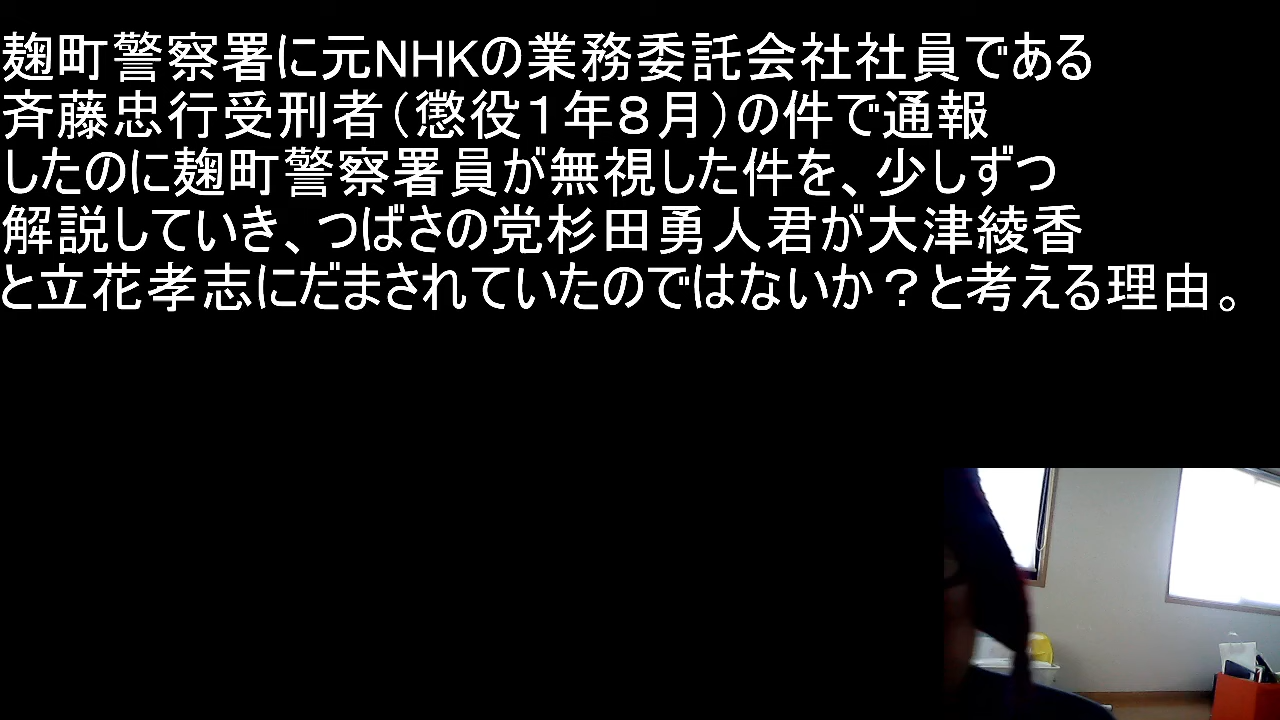 麹町警察署に元NHKの業務委託会社社員である
斉藤忠行受刑者（懲役１年８月）の件で通報
したのに麹町警察署員が無視した件を、少しずつ
解説していき、つばさの党杉田勇人君が大津綾香
と立花孝志にだまされていたのではないか？と考える理由。